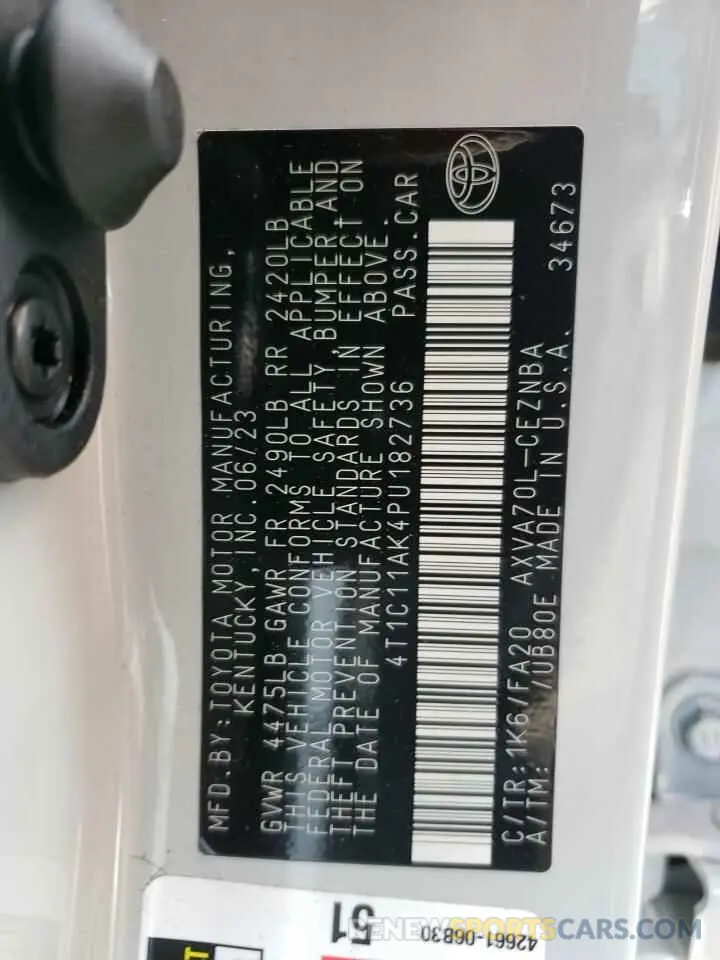 MFD.BY:TOYOTA MOTOR MANUFACTURING,
KENTUCKY, INC. 06/23
GVWR 4475LB GAWR FR 2490LB RR 2420LB
THIS VEHICLE CONFORMS TO ALL APPLICABLE
FEDERAL MOTOR VEHICLE SAFETY, BUMPER, AND
THEFT PREVENTION STANDARDS IN EFFECT ON
THE DATE OF MANUFACTURE SHOWN ABOVE.
4T1C11AK4PU182736 PASS.CAR
C/TR:1K6/FA20 AXVA70L-CEZNBA
A/TM: /UB80E MADE IN U.S.A. 34673
51
42661-06B30
RENEWSPORTSCARS.COM